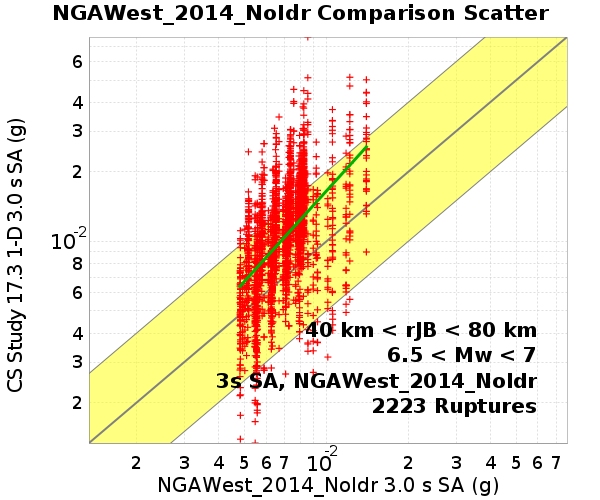 NGAWest_2014_NoIdr Comparison Scatter
CS Study 17.3 1-D 3.0 s SA (g)
6
4
3
2
10-2
8
6
4
3
2
40 km < rJB < 80 km
6.5 < Mw < 7
3s SA, NGAWest_2014_NoIdr
2223 Ruptures
2 3 4 5 6 7 10-2 2 3 4 5 6 7
NGAWest_2014_NoIdr 3.0 s SA (g)